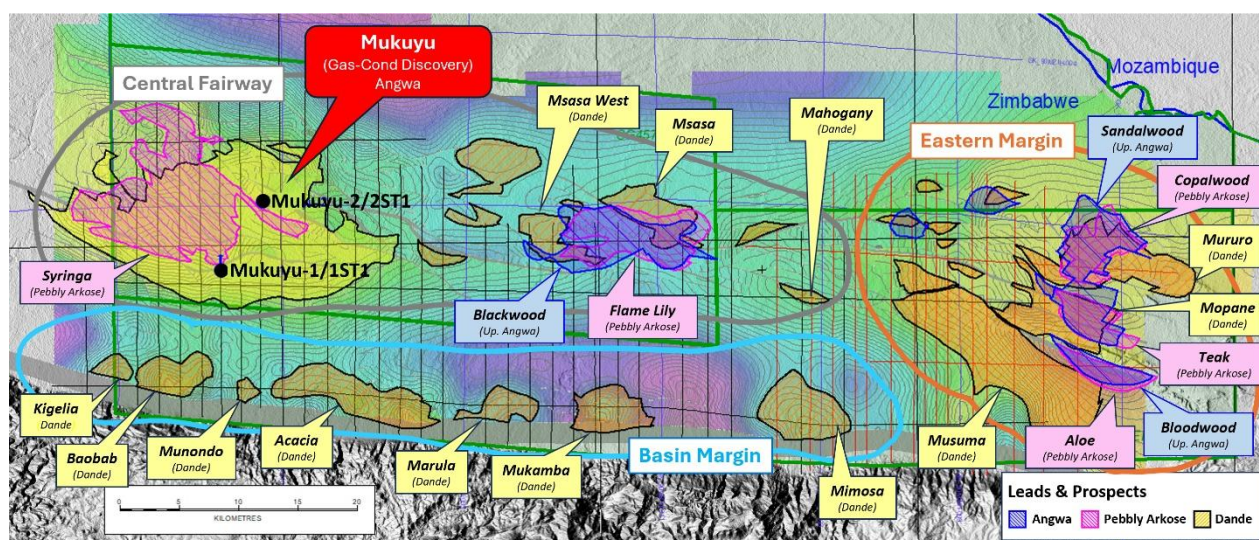 Mukuyu
(Gas-Cond Discovery)
Angwa
Central Fairway
Msasa West
(Dande)
Msasa
(Dande)
Mahogany
(Dande)
Mozambique
Zimbabwe
Eastern Margin
Sandalwood
(Up. Angwa)
Copalwood
(Pebbly Arkose)
Mururo
(Dande)
Mopane
(Dande)
Teak
(Pebbly Arkose)
Bloodwood
(Up. Angwa)
Aloe
(Pebbly Arkose)
Musuma
(Dande)
Mukuyu-2/2ST1
Mukuyu-1/1ST1
Syringa
(Pebbly Arkose)
Blackwood
(Up. Angwa)
Flame Lily
(Pebbly Arkose)
Kigelia
Dande
Baobab
(Dande)
Munondo
(Dande)
Acacia
(Dande)
Marula
(Dande)
Mukamba
(Dande)
Basin Margin
Mimosa
(Dande)
0 5 10 15 20
KILOMETRES
Leads & Prospects
Angwa Pebbly Arkose Dande